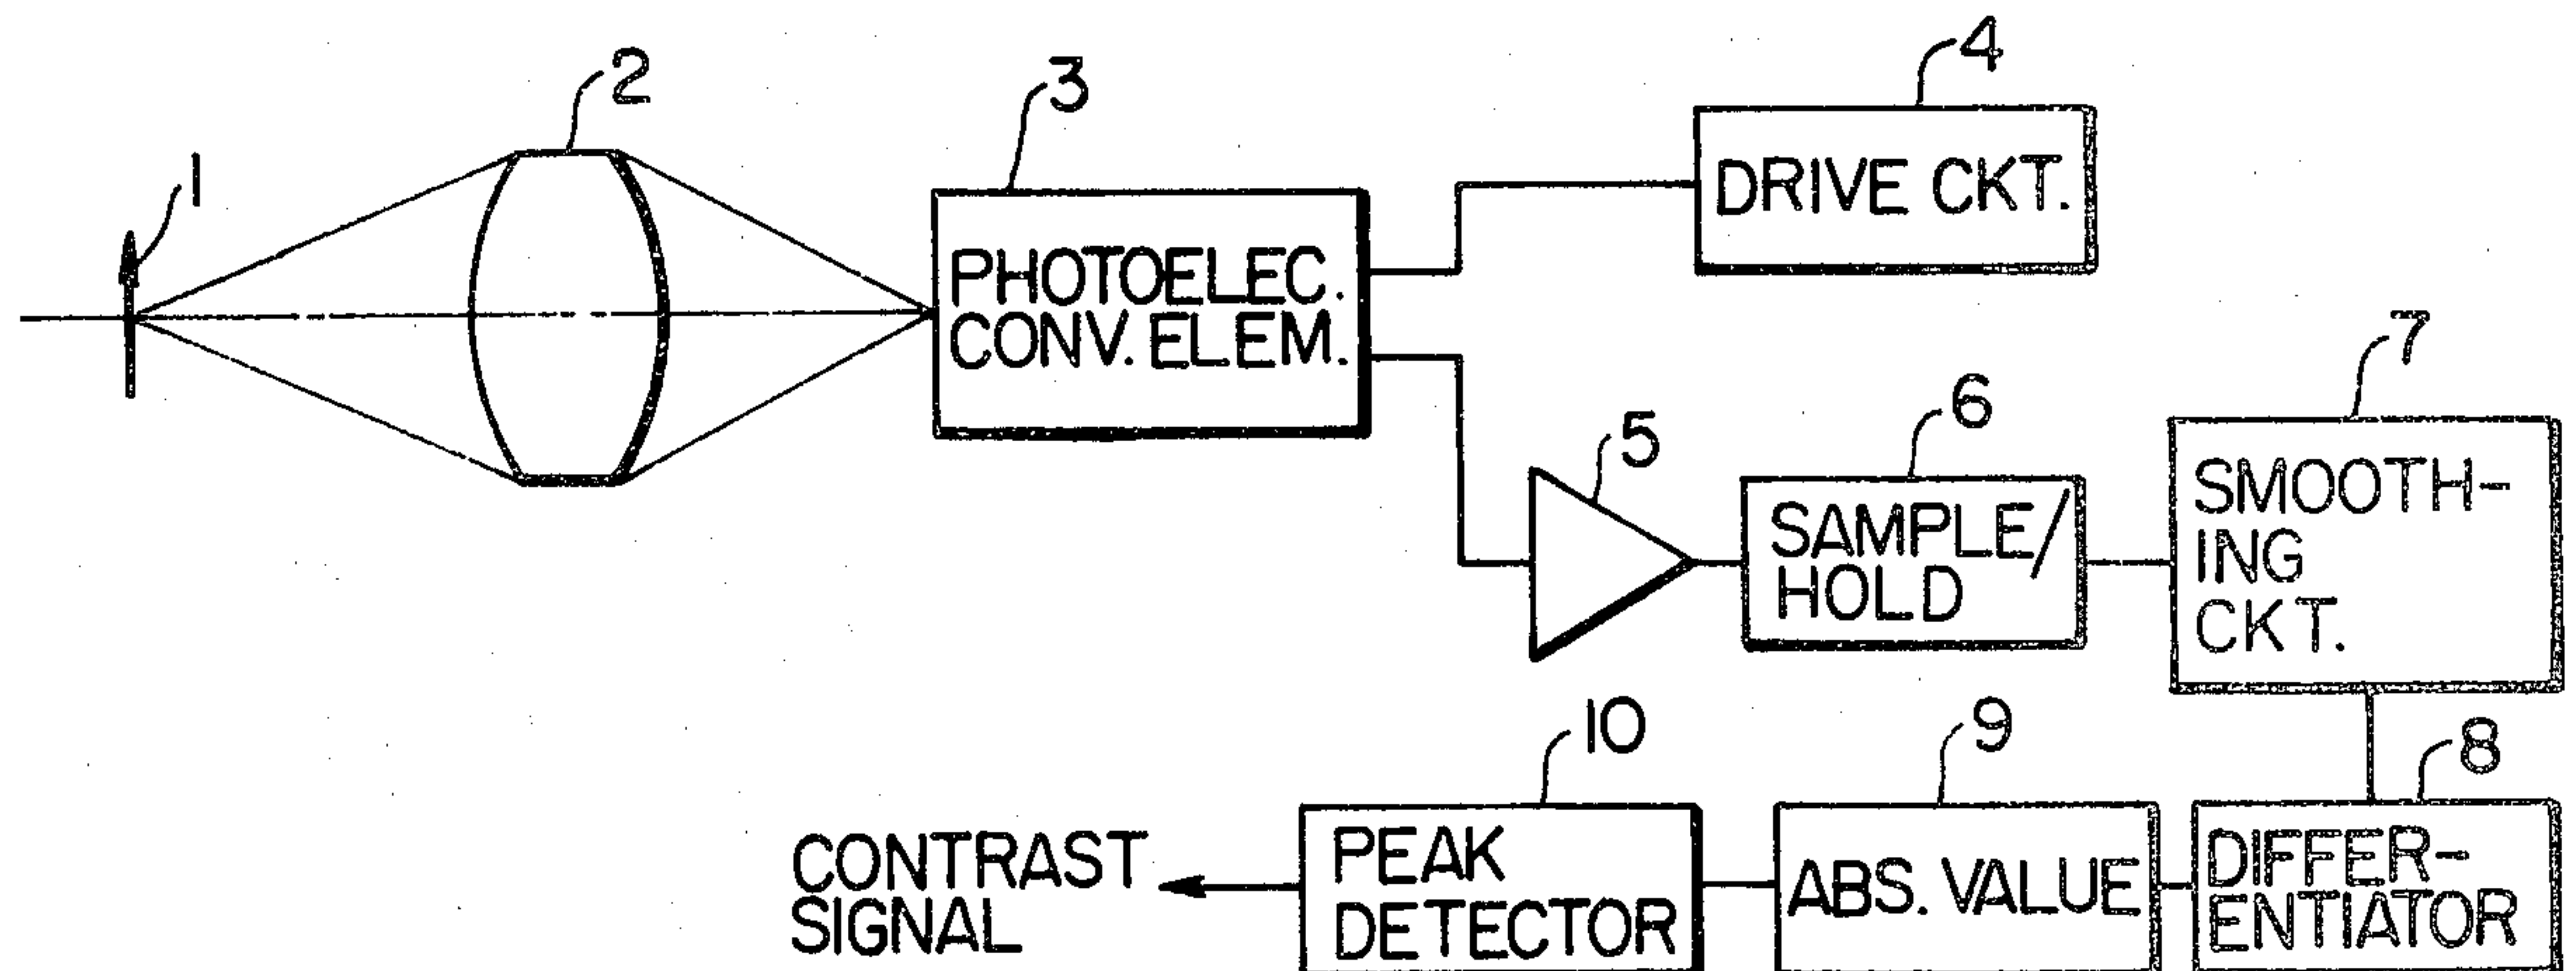 1
2
3
4
PHOTOELEC.
CONV. ELEM.
DRIVE CKT.
5
6
7
SAMPLE/
HOLD
SMOOTH-
ING
CKT.
8
9
10
DIFFER-
ENTIATOR
ABS. VALUE
PEAK
DETECTOR
CONTRAST
SIGNAL